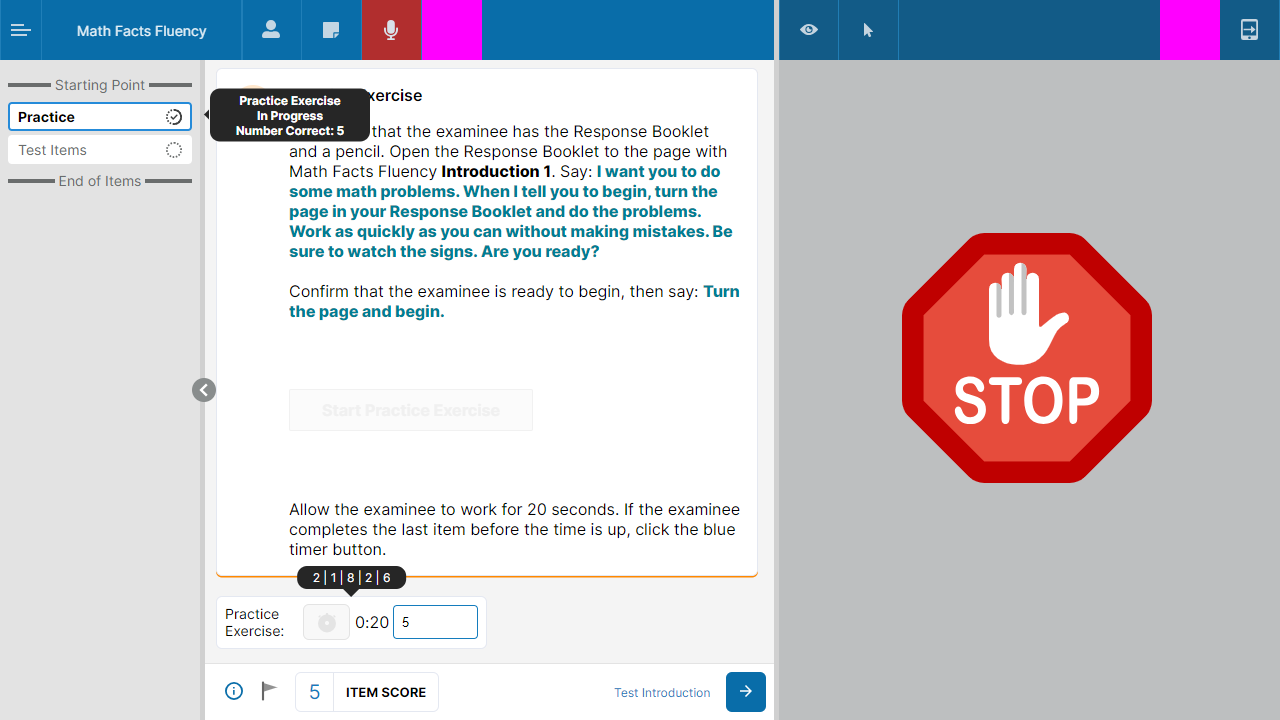 Math Facts Fluency
Starting Point
Practice
Test Items
End of Items
Practice Exercise
In Progress
Number Correct: 5
xercise
that the examinee has the Response Booklet
and a pencil. Open the Response Booklet to the page with
Math Facts Fluency Introduction 1. Say: I want you to do
some math problems. When I tell you to begin, turn the
page in your Response Booklet and do the problems.
Work as quickly as you can without making mistakes. Be
sure to watch the signs. Are you ready?
Confirm that the examinee is ready to begin, then say: Turn
the page and begin.
Start Practice Exercise
Allow the examinee to work for 20 seconds. If the examinee
completes the last item before the time is up, click the blue
timer button.
2 | 1 | 8 | 2 | 6
Practice
Exercise:
0:20
5
5 ITEM SCORE
Test Introduction
STOP